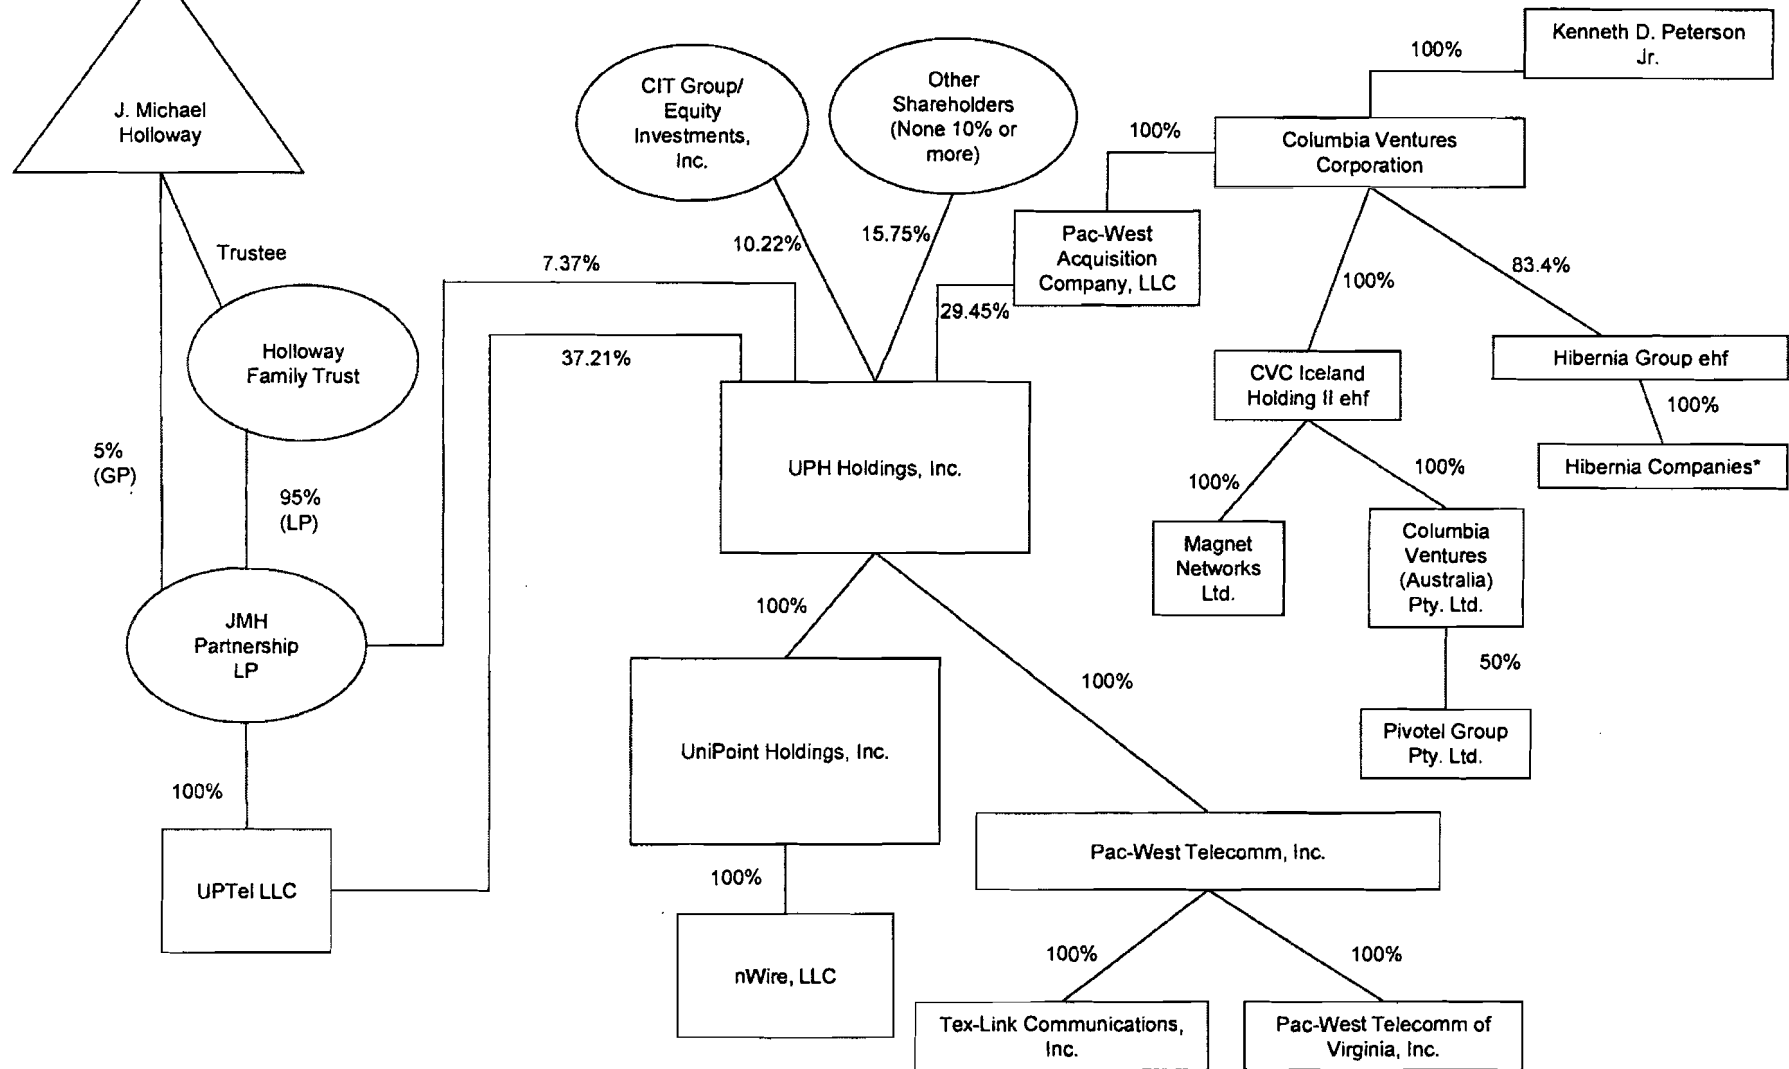 Kenneth D. Peterson
Jr.
100%
CIT Group/
Equity
Investments,
Inc.
Other
Shareholders
(None 10% or
more)
J. Michael
Holloway
100%
Columbia Ventures
Corporation
Trustee
10.22%
15.75%
Pac-West
Acquisition
Company, LLC
7.37%
29.45%
100%
83.4%
37.21%
Holloway
Family Trust
CVC Iceland
Holding II ehf
Hibernia Group ehf
100%
5%
(GP)
95%
(LP)
UPH Holdings, Inc.
100%
100%
Hibernia Companies*
Magnet
Networks
Ltd.
Columbia
Ventures
(Australia)
Pty. Ltd.
JMH
Partnership
LP
100%
100%
50%
UniPoint Holdings, Inc.
Pivotel Group
Pty. Ltd.
100%
UPTel LLC
Pac-West Telecomm, Inc.
100%
nWire, LLC
100%
100%
Tex-Link Communications,
Inc.
Pac-West Telecomm of
Virginia, Inc.